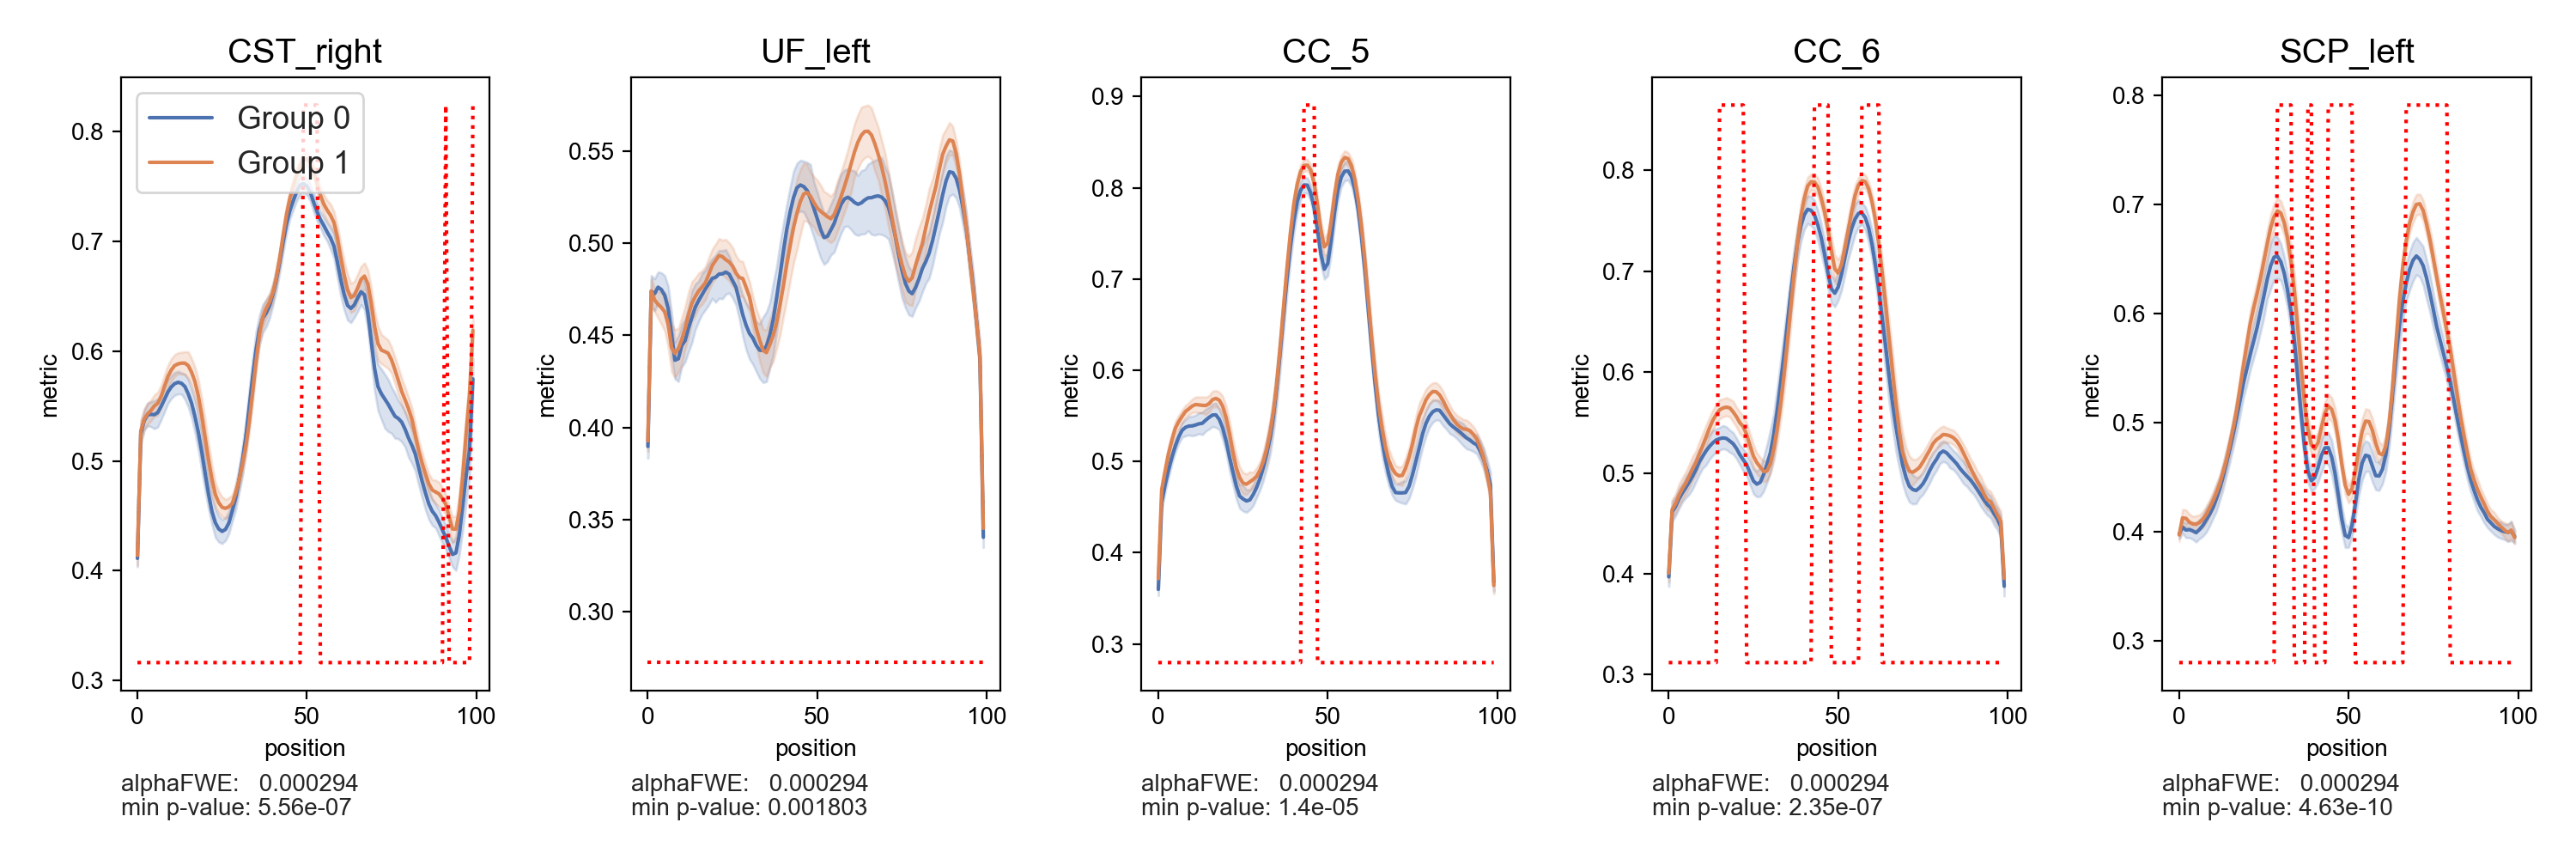 CST_right
UF_left
CC_5
CC_6
SCP_left
Group 0
Group 1
metric
0.8
0.7
0.6
0.5
0.4
0.3
0
50
100
position
alphaFWE: 0.000294
min p-value: 5.56e-07
metric
0.55
0.50
0.45
0.40
0.35
0.30
0
50
100
position
alphaFWE: 0.000294
min p-value: 0.001803
metric
0.9
0.8
0.7
0.6
0.5
0.4
0.3
0
50
100
position
alphaFWE: 0.000294
min p-value: 1.4e-05
metric
0.8
0.7
0.6
0.5
0.4
0.3
0
50
100
position
alphaFWE: 0.000294
min p-value: 2.35e-07
metric
0.8
0.7
0.6
0.5
0.4
0.3
0
50
100
position
alphaFWE: 0.000294
min p-value: 4.63e-10